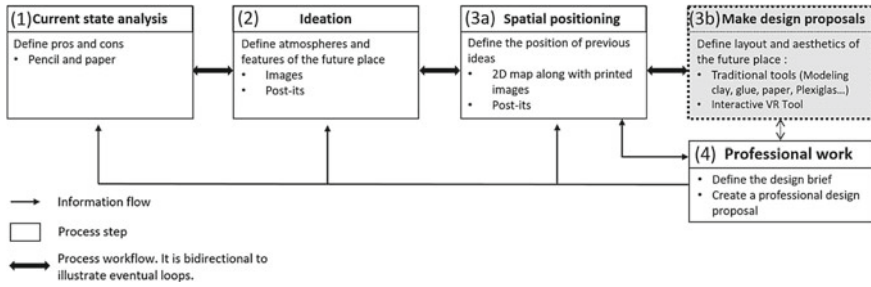 (1) Current state analysis
Define pros and cons
• Pencil and paper
(2) Ideation
Define atmospheres and
features of the future place
• Images
• Post-its
(3a) Spatial positioning
Define the position of previous
ideas
• 2D map along with printed
images
• Post-its
(3b) Make design proposals
Define layout and aesthetics of
the future place :
• Traditional tools (Modeling
clay, glue, paper, Plexiglas...)
• Interactive VR Tool
(4) Professional work
• Define the design brief
• Create a professional design
proposal
Information flow
Process step
Process workflow. It is bidirectional to
illustrate eventual loops.